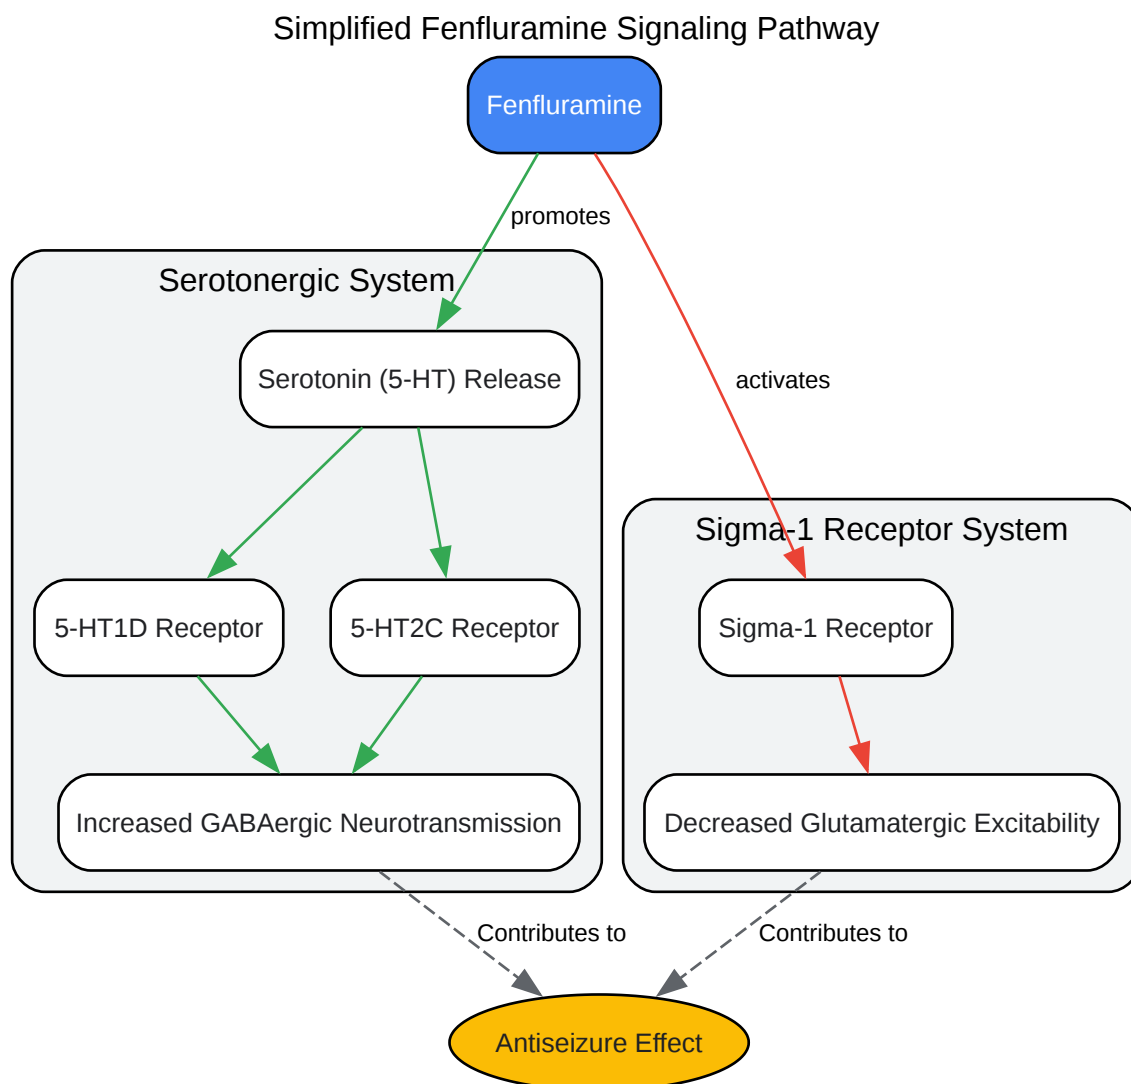 Simplified Fenfluramine Signaling Pathway
Fenfluramine
promotes
Serotonergic System
Serotonin (5-HT) Release
activates
Sigma-1 Receptor System
5-HT1D Receptor
5-HT2C Receptor
Sigma-1 Receptor
Increased GABAergic Neurotransmission
Decreased Glutamatergic Excitability
Contributes to
Contributes to
Antiseizure Effect